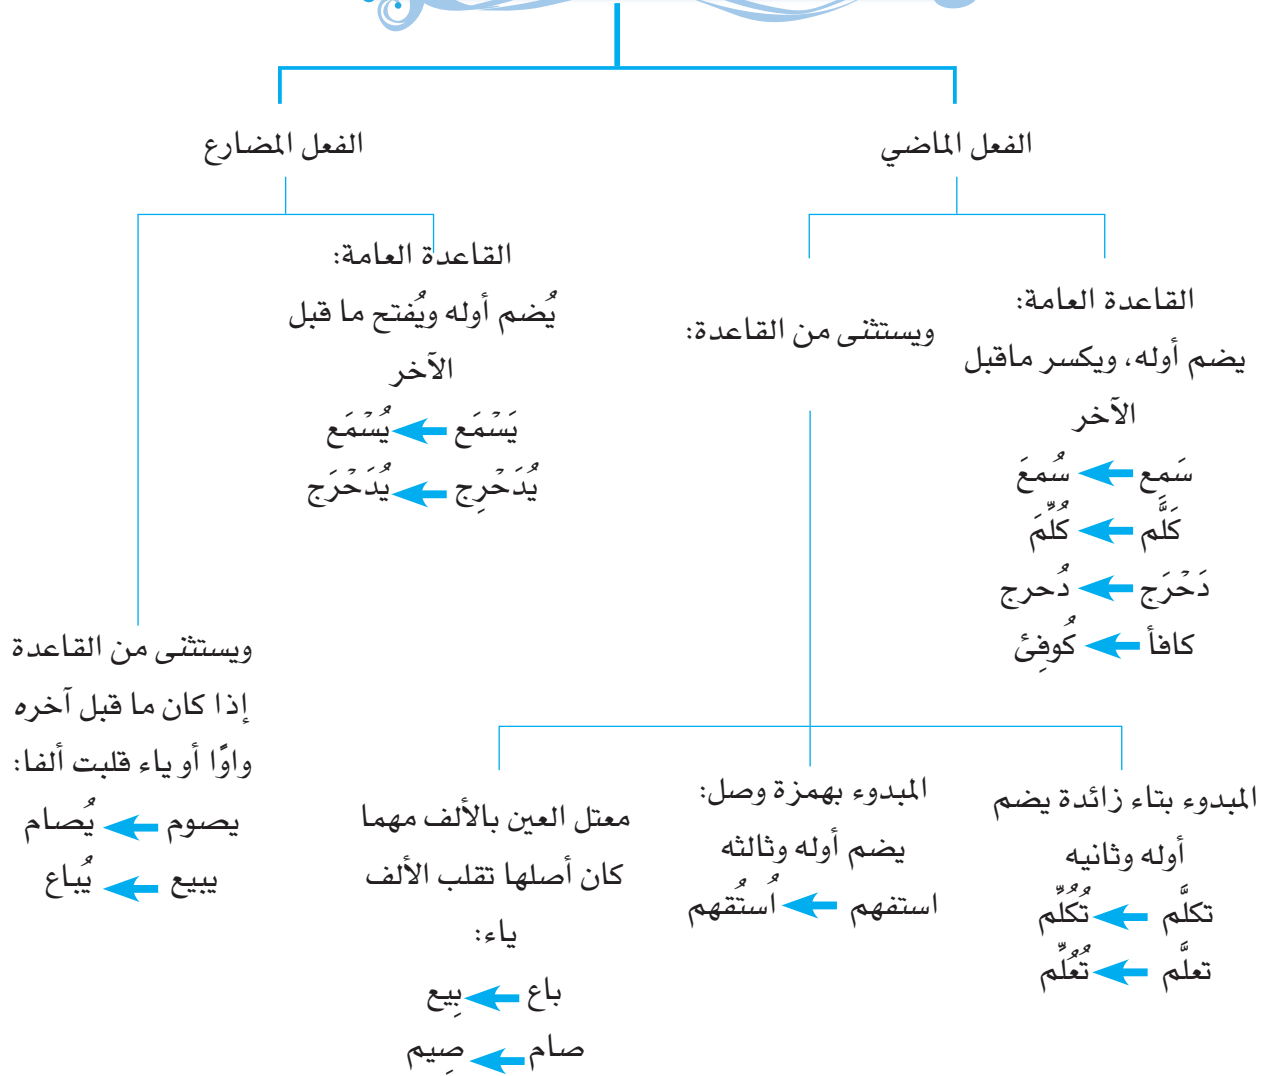 الفعل الماضي
القاعدة العامة:
يضم أوله، ويكسر ماقبل
الآخر
سَمِع سُمعَ
كَلَّم كُلِّمَ
دَحْرَج دُحرج
كافأ كُوفِئ
ويستثنى من القاعدة:
المبدوء بتاء زائدة يضم
أوله وثانيه
تكلَّم تُكُلِّم
تعلَّم تُعُلِّم
المبدوء بهمزة وصل:
يضم أوله وثالثه
استفهم اُستُقهم
معتل العين بالألف مهما
كان أصلها تقلب الألف
ياء:
باع بِيع
صام صِيم
الفعل المضارع
القاعدة العامة:
يُضم أوله ويُفتح ما قبل
الآخر
يَسْمَع يُسْمَع
يُدَحْرِج يُدَحْرَج
ويستثنى من القاعدة
إذا كان ما قبل آخره
واوًا أو ياء قلبت ألفا:
يصوم يُصام
يبيع يُباع